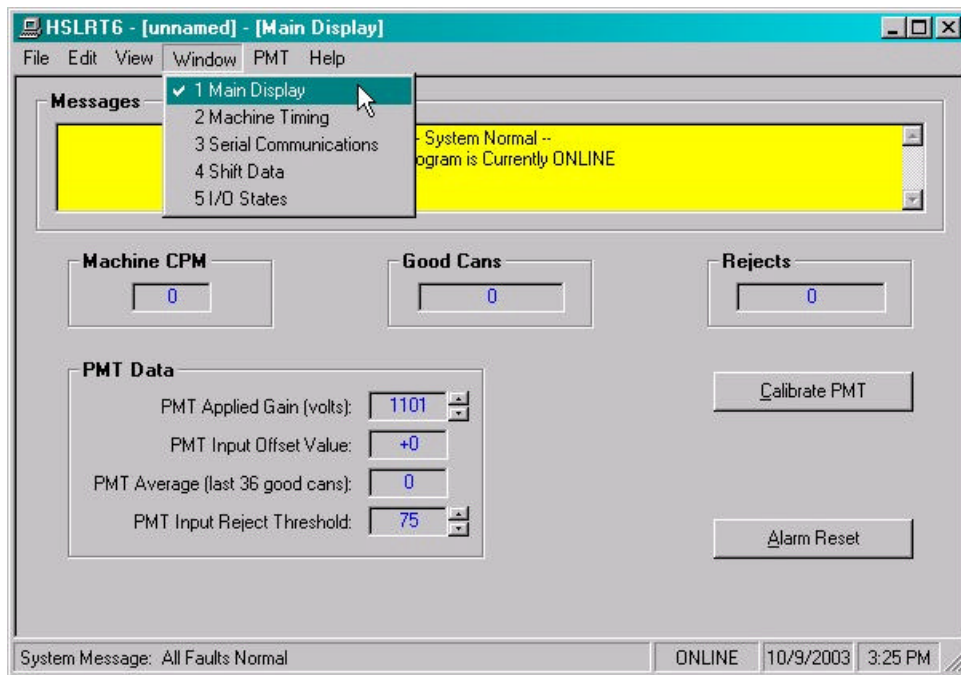 HSLRT6 - [unnamed] - [Main Display]
File Edit View Window PMT Help
1 Main Display
2 Machine Timing
3 Serial Communications
4 Shift Data
5 I/O States
Messages
- System Normal --
ogram is Currently ONLINE
Machine CPM
0
Good Cans
0
Rejects
0
PMT Data
PMT Applied Gain (volts): 1101
PMT Input Offset Value: +0
PMT Average (last 36 good cans): 0
PMT Input Reject Threshold: 75
Calibrate PMT
Alarm Reset
System Message: All Faults Normal ONLINE 10/9/2003 3:25 PM